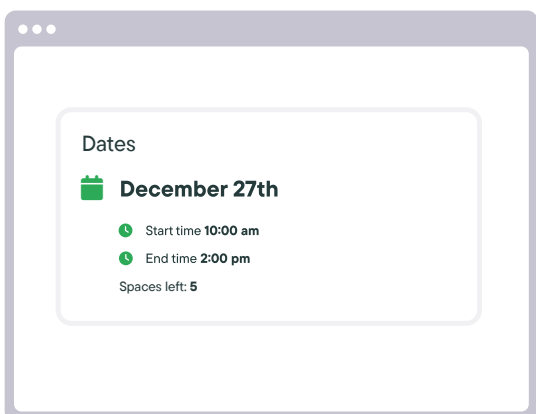 Dates
December 27th
Start time 10:00 am
End time 2:00 pm
Spaces left: 5